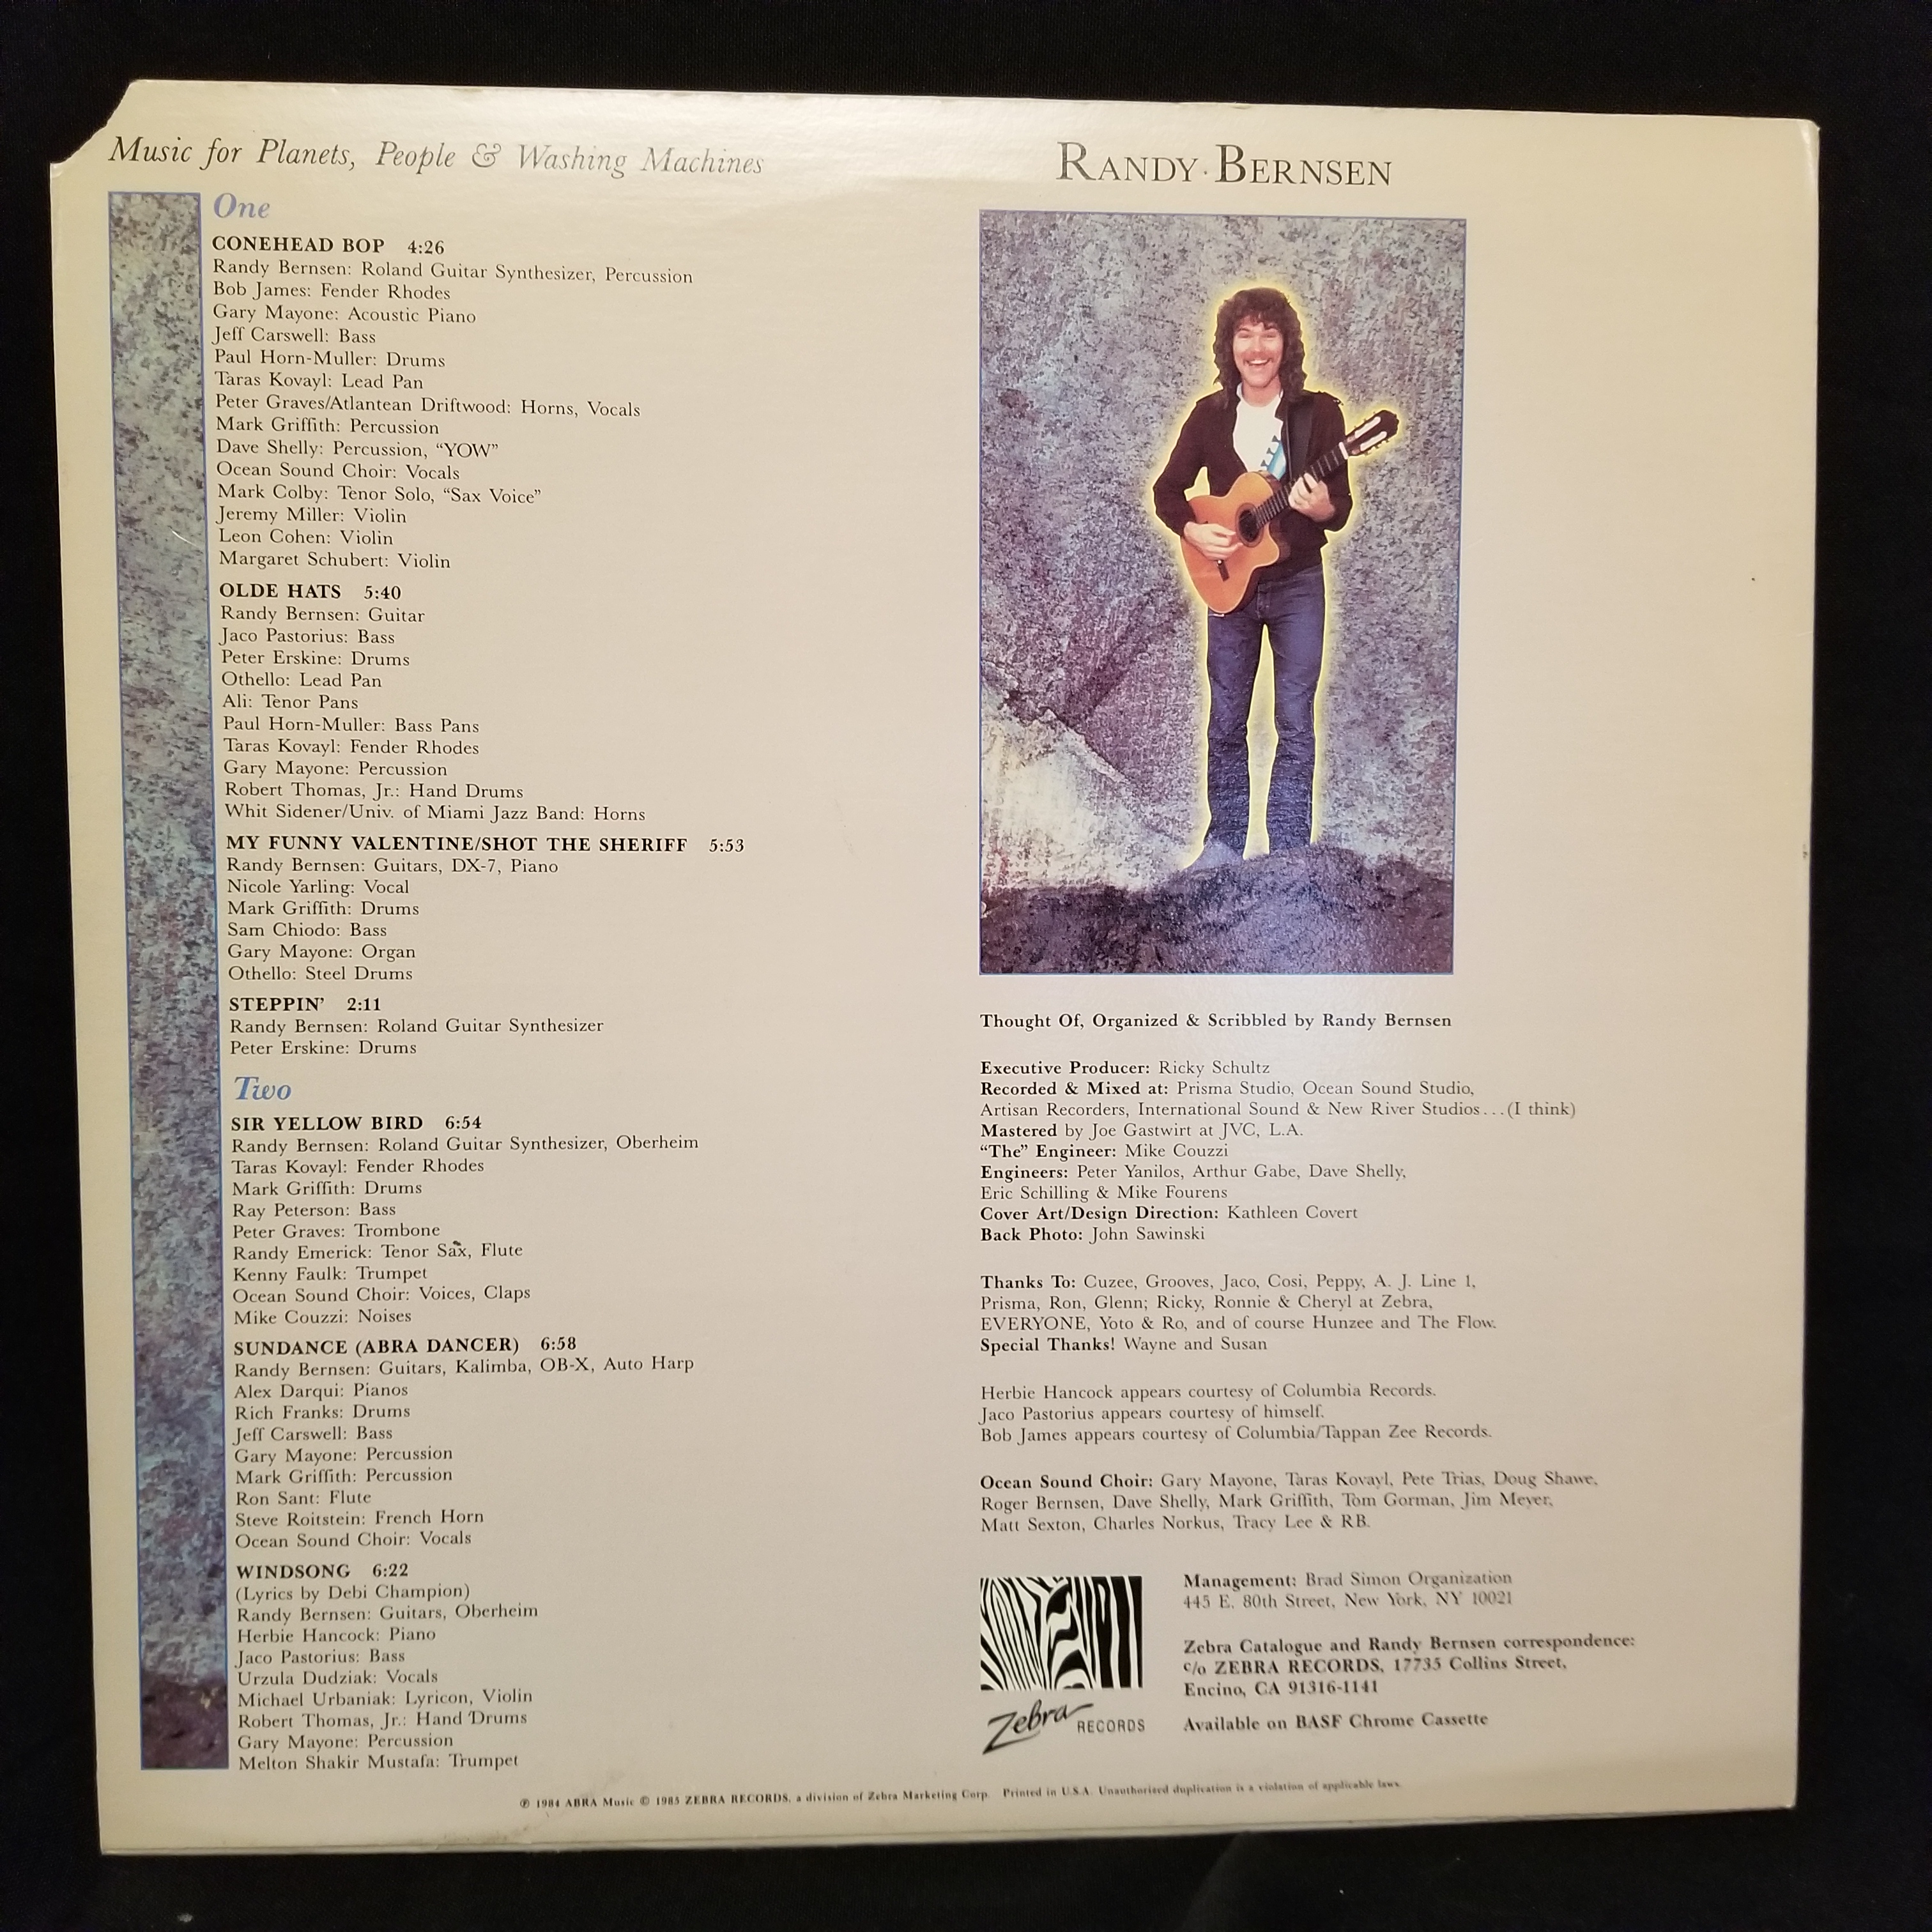 Music for Planets, People & Washing Machines
One
CONEHEAD BOP 4:26
Randy Bernsen: Roland Guitar Synthesizer, Percussion
Bob James: Fender Rhodes
Gary Mayone: Acoustic Piano
Jeff Carswell: Bass
Paul Horn-Muller: Drums
Taras Kovayl: Lead Pan
Peter Graves/Atlantean Driftwood: Horns, Vocals
Mark Griffith: Percussion
Dave Shelly: Percussion, “YOW”
Ocean Sound Choir: Vocals
Mark Colby: Tenor Solo, “Sax Voice”
Jeremy Miller: Violin
Leon Cohen: Violin
Margaret Schubert: Violin
OLDE HATS 5:40
Randy Bernsen: Guitar
Jaco Pastorius: Bass
Peter Erskine: Drums
Othello: Lead Pan
Ali: Tenor Pans
Paul Horn-Muller: Bass Pans
Taras Kovayl: Fender Rhodes
Gary Mayone: Percussion
Robert Thomas, Jr.: Hand Drums
Whit Sidener/Univ. of Miami Jazz Band: Horns
MY FUNNY VALENTINE/SHOT THE SHERIFF 5:53
Randy Bernsen: Guitars, DX-7, Piano
Nicole Yarling: Vocal
Mark Griffith: Drums
Sam Chiodo: Bass
Gary Mayone: Organ
Othello: Steel Drums
STEPPIN’ 2:11
Randy Bernsen: Roland Guitar Synthesizer
Peter Erskine: Drums
Two
SIR YELLOW BIRD 6:54
Randy Bernsen: Roland Guitar Synthesizer, Oberheim
Taras Kovayl: Fender Rhodes
Mark Griffith: Drums
Ray Peterson: Bass
Peter Graves: Trombone
Randy Emerick: Tenor Sax, Flute
Kenny Faulk: Trumpet
Ocean Sound Choir: Voices, Claps
Mike Couzzi: Noises
SUNDANCE (ABRA DANCER) 6:58
Randy Bernsen: Guitars, Kalimba, OB-X, Auto Harp
Alex Darqui: Pianos
Rich Franks: Drums
Jeff Carswell: Bass
Gary Mayone: Percussion
Mark Griffith: Percussion
Ron Sant: Flute
Steve Roitstein: French Horn
Ocean Sound Choir: Vocals
WINDSONG 6:22
(Lyrics by Debi Champion)
Randy Bernsen: Guitars, Oberheim
Herbie Hancock: Piano
Jaco Pastorius: Bass
Urzula Dudziak: Vocals
Michael Urbaniak: Lyricon, Violin
Robert Thomas, Jr.: Hand Drums
Gary Mayone: Percussion
Melton Shakir Mustafa: Trumpet
RANDY · BERNSEN
Thought Of, Organized & Scribbled by Randy Bernsen
Executive Producer: Ricky Schultz
Recorded & Mixed at: Prisma Studio, Ocean Sound Studio,
Artisan Recorders, International Sound & New River Studios...(I think)
Mastered by Joe Gastwirt at JVC, L.A.
“The” Engineer: Mike Couzzi
Engineers: Peter Yanilos, Arthur Gabe, Dave Shelly,
Eric Schilling & Mike Fourens
Cover Art/Design Direction: Kathleen Covert
Back Photo: John Sawinski
Thanks To: Cuzee, Grooves, Jaco, Cosi, Peppy, A. J. Line 1,
Prisma, Ron, Glenn; Ricky, Ronnie & Cheryl at Zebra,
EVERYONE, Yoto & Ro, and of course Hunzee and The Flow.
Special Thanks! Wayne and Susan
Herbie Hancock appears courtesy of Columbia Records.
Jaco Pastorius appears courtesy of himself.
Bob James appears courtesy of Columbia/Tappan Zee Records.
Ocean Sound Choir: Gary Mayone, Taras Kovayl, Pete Trias, Doug Shawe,
Roger Bernsen, Dave Shelly, Mark Griffith, Tom Gorman, Jim Meyer,
Matt Sexton, Charles Norkus, Tracy Lee & RB.
Zebra RECORDS
Management: Brad Simon Organization
445 E. 80th Street, New York, NY 10021
Zebra Catalogue and Randy Bernsen correspondence:
c/o ZEBRA RECORDS, 17735 Collins Street,
Encino, CA 91316-1141
Available on BASF Chrome Cassette
℗ 1984 ABRA Music © 1985 ZEBRA RECORDS, a division of Zebra Marketing Corp. Printed in U.S.A. Unauthorized duplication is a violation of applicable laws.